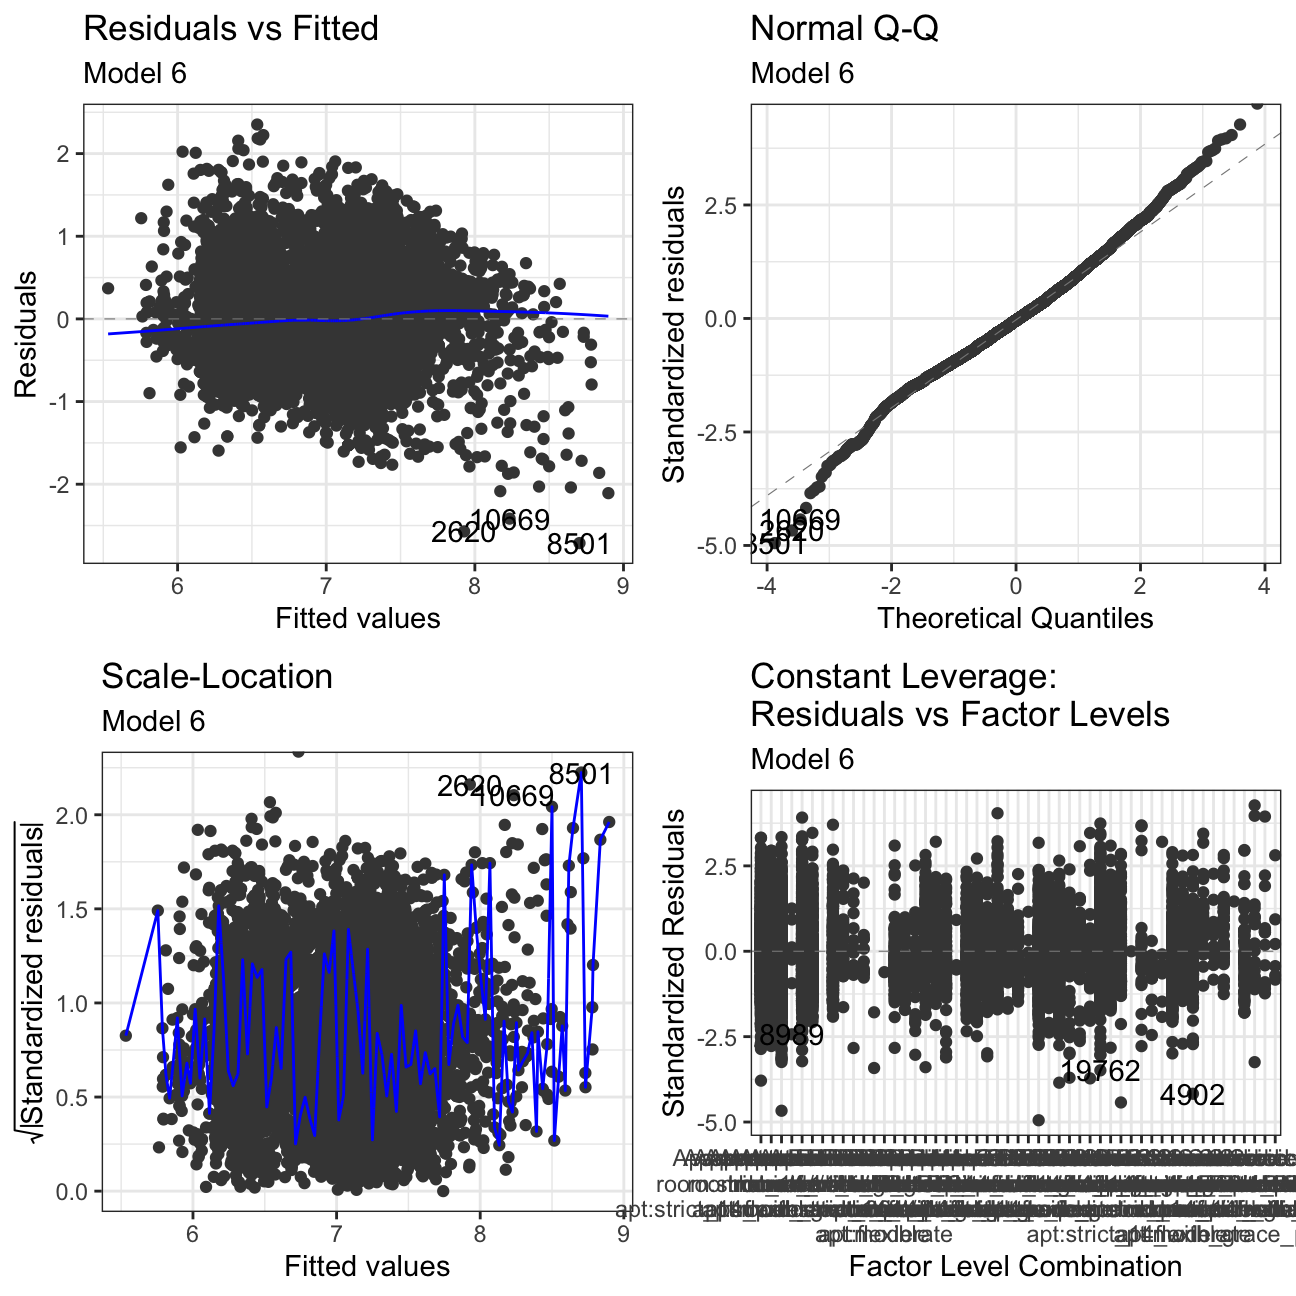 Residuals vs Fitted
Model 6
Residuals
2
1
0
-1
-2
10669
2620
8501
6
7
8
9
Fitted values
Normal Q-Q
Model 6
Standardized residuals
2.5
0.0
-2.5
-5.0
10669
2620
8501
-4
-2
0
2
4
Theoretical Quantiles
Scale-Location
Model 6
√|Standardized residuals|
2.0
1.5
1.0
0.5
0.0
8501
2620
10669
6
7
8
9
Fitted values
Constant Leverage:
Residuals vs Factor Levels
Model 6
Standardized Residuals
2.5
0.0
-2.5
-5.0
8989
19762
4902
Factor Level Combination